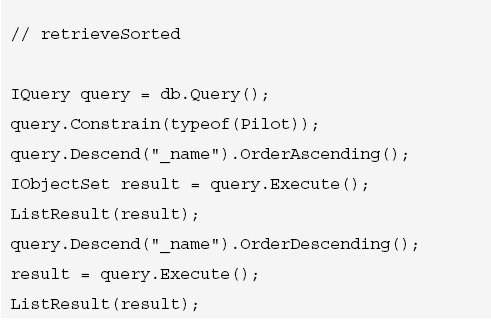 // retrieveSorted
IQuery query = db.Query();
query.Constrain(typeof(Pilot));
query.Descend("_name").OrderAscending();
IObjectSet result = query.Execute();
ListResult(result);
query.Descend("_name").OrderDescending();
result = query.Execute();
ListResult(result);